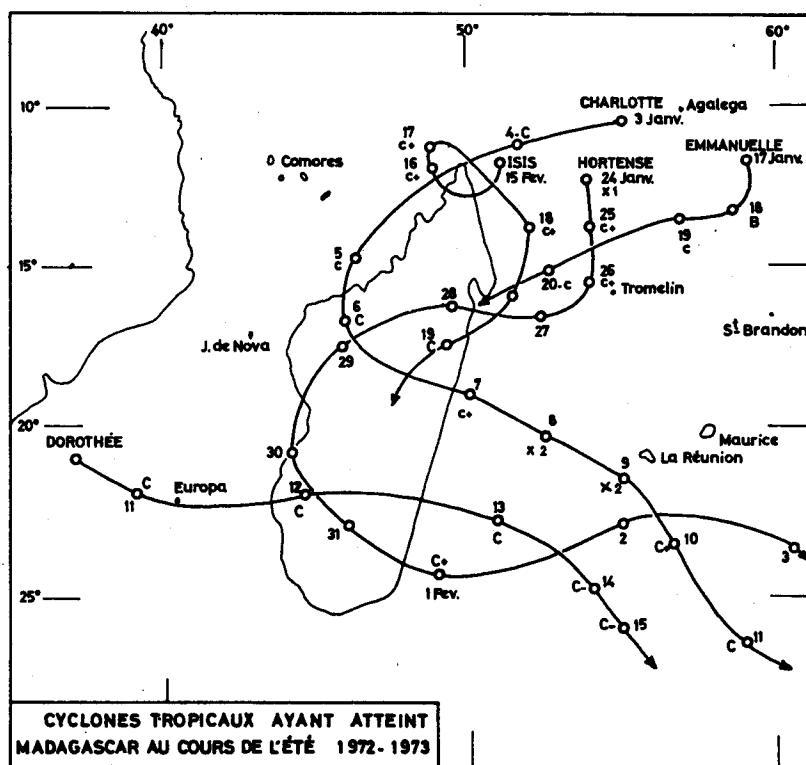 40° 50° 60°
10°
CHARLOTTE
Agalega
3 Janv.
4-C
17
C+
EMMANUELLE
17 Janv.
16
C+
Comores
ISIS
15 Fev.
HORTENSE
24 Janv.
x1
18
C+
25
C+
18
B
19
C
5
C
15°
20-c
26
C+
Tromelin
6
C
28
27
St Brandon
J. de Nova
29
19
C
7
C+
8
x 2
20°
Maurice
La Réunion
DOROTHÉE
30
9
x 2
C
11
Europa
12
C
13
C
31
2
10
C+
3
C+
1 Fev.
14
C-
25°
15
C-
11
C
CYCLONES TROPICAUX AYANT ATTEINT
MADAGASCAR AU COURS DE L'ÉTÉ 1972-1973